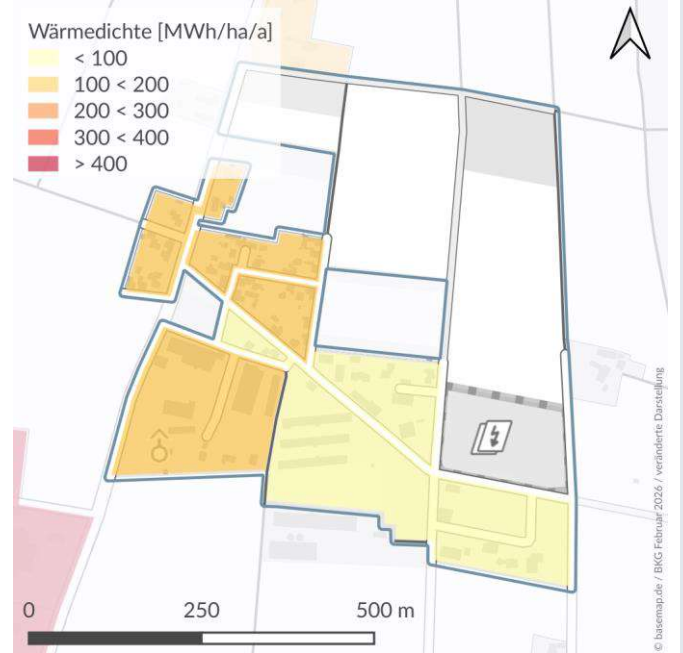 Wärmedichte [MWh/ha/a]
< 100
100 < 200
200 < 300
300 < 400
> 400
© basemap.de / BKG Februar 2026 / veränderte Darstellung
0 250 500 m